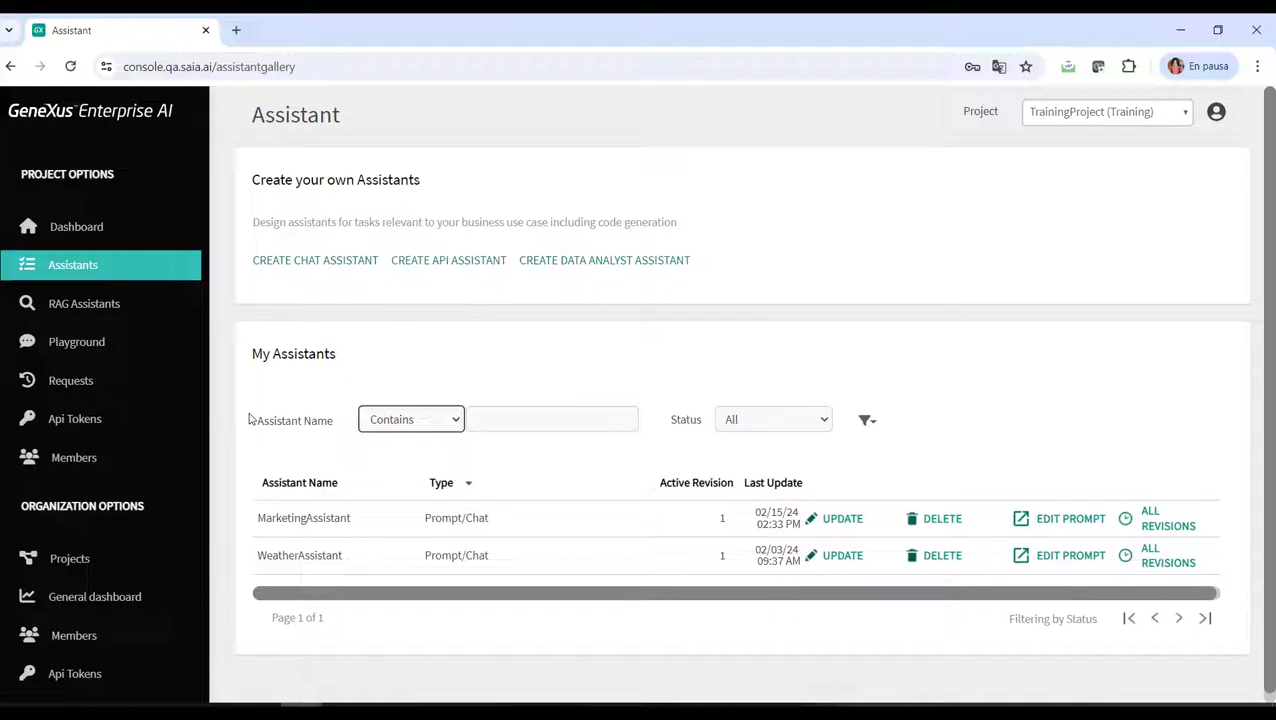 GX Assistant
console.qa.saia.ai/assistantgallery
En pausa
GeneXus™ Enterprise AI
Assistant
Project
TrainingProject (Training)
PROJECT OPTIONS
Dashboard
Assistants
RAG Assistants
Playground
Requests
Api Tokens
Members
ORGANIZATION OPTIONS
Projects
General dashboard
Members
Api Tokens
Create your own Assistants
Design assistants for tasks relevant to your business use case including code generation
CREATE CHAT ASSISTANT CREATE API ASSISTANT CREATE DATA ANALYST ASSISTANT
My Assistants
Assistant Name Contains Status All
Assistant Name Type Active Revision Last Update
MarketingAssistant Prompt/Chat 1 02/15/24 02:33 PM UPDATE DELETE EDIT PROMPT ALL REVISIONS
WeatherAssistant Prompt/Chat 1 02/03/24 09:37 AM UPDATE DELETE EDIT PROMPT ALL REVISIONS
Page 1 of 1 Filtering by Status